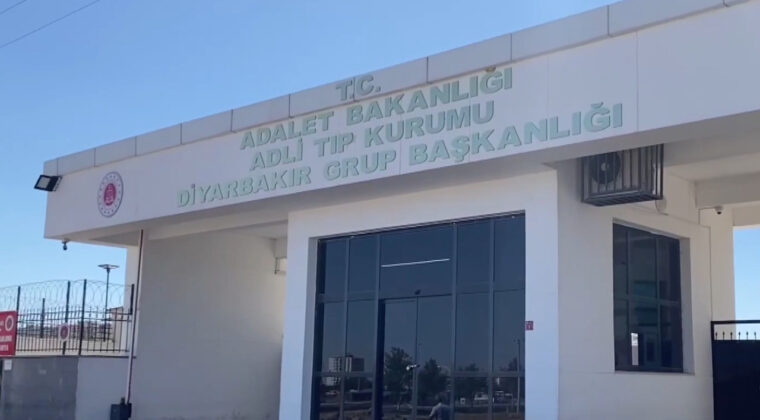 T.C.
ADALET BAKANLIĞI
ADLİ TIP KURUMU
DİYARBAKIR GRUP BAŞKANLIĞI